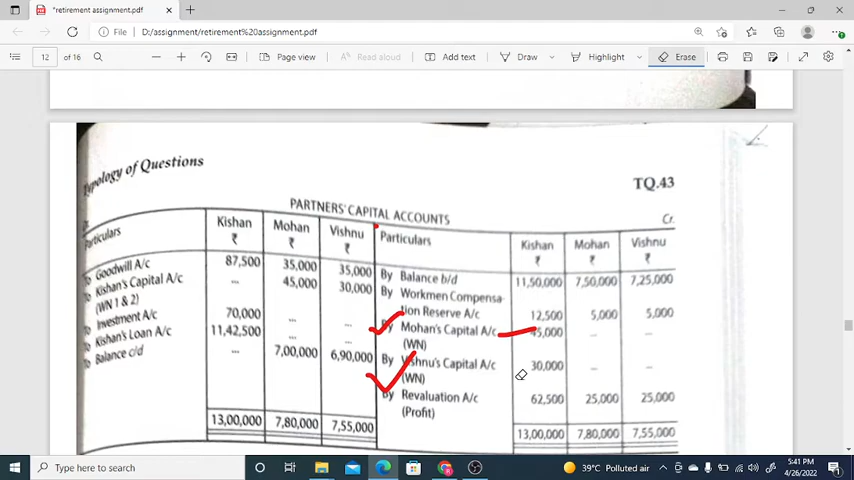 *retirement assignment.pdf
File
D:/assignment/retirement%20assignment.pdf
12
of 16
Page view
Read aloud
Add text
Draw
Highlight
Erase
Typology of Questions
TQ.43
PARTNERS' CAPITAL ACCOUNTS
Dr.
Cr.
Particulars
Kishan
₹
Mohan
₹
Vishnu
₹
Particulars
Kishan
₹
Mohan
₹
Vishnu
₹
To Goodwill A/c 87,500 35,000 35,000
To Kishan's Capital A/c ... 45,000 30,000
(WN 1 & 2)
To Investment A/c 70,000 ... ...
To Kishan's Loan A/c 11,42,500 ... ...
To Balance c/d ... 7,00,000 6,90,000
13,00,000 7,80,000 7,55,000
By Balance b/d 11,50,000 7,50,000 7,25,000
By Workmen Compensa-
tion Reserve A/c 12,500 5,000 5,000
By Mohan's Capital A/c 45,000 ... ...
(WN)
By Vishnu's Capital A/c 30,000 ... ...
(WN)
By Revaluation A/c 62,500 25,000 25,000
(Profit)
13,00,000 7,80,000 7,55,000
Type here to search
39°C Polluted air
5:41 PM
4/26/2022